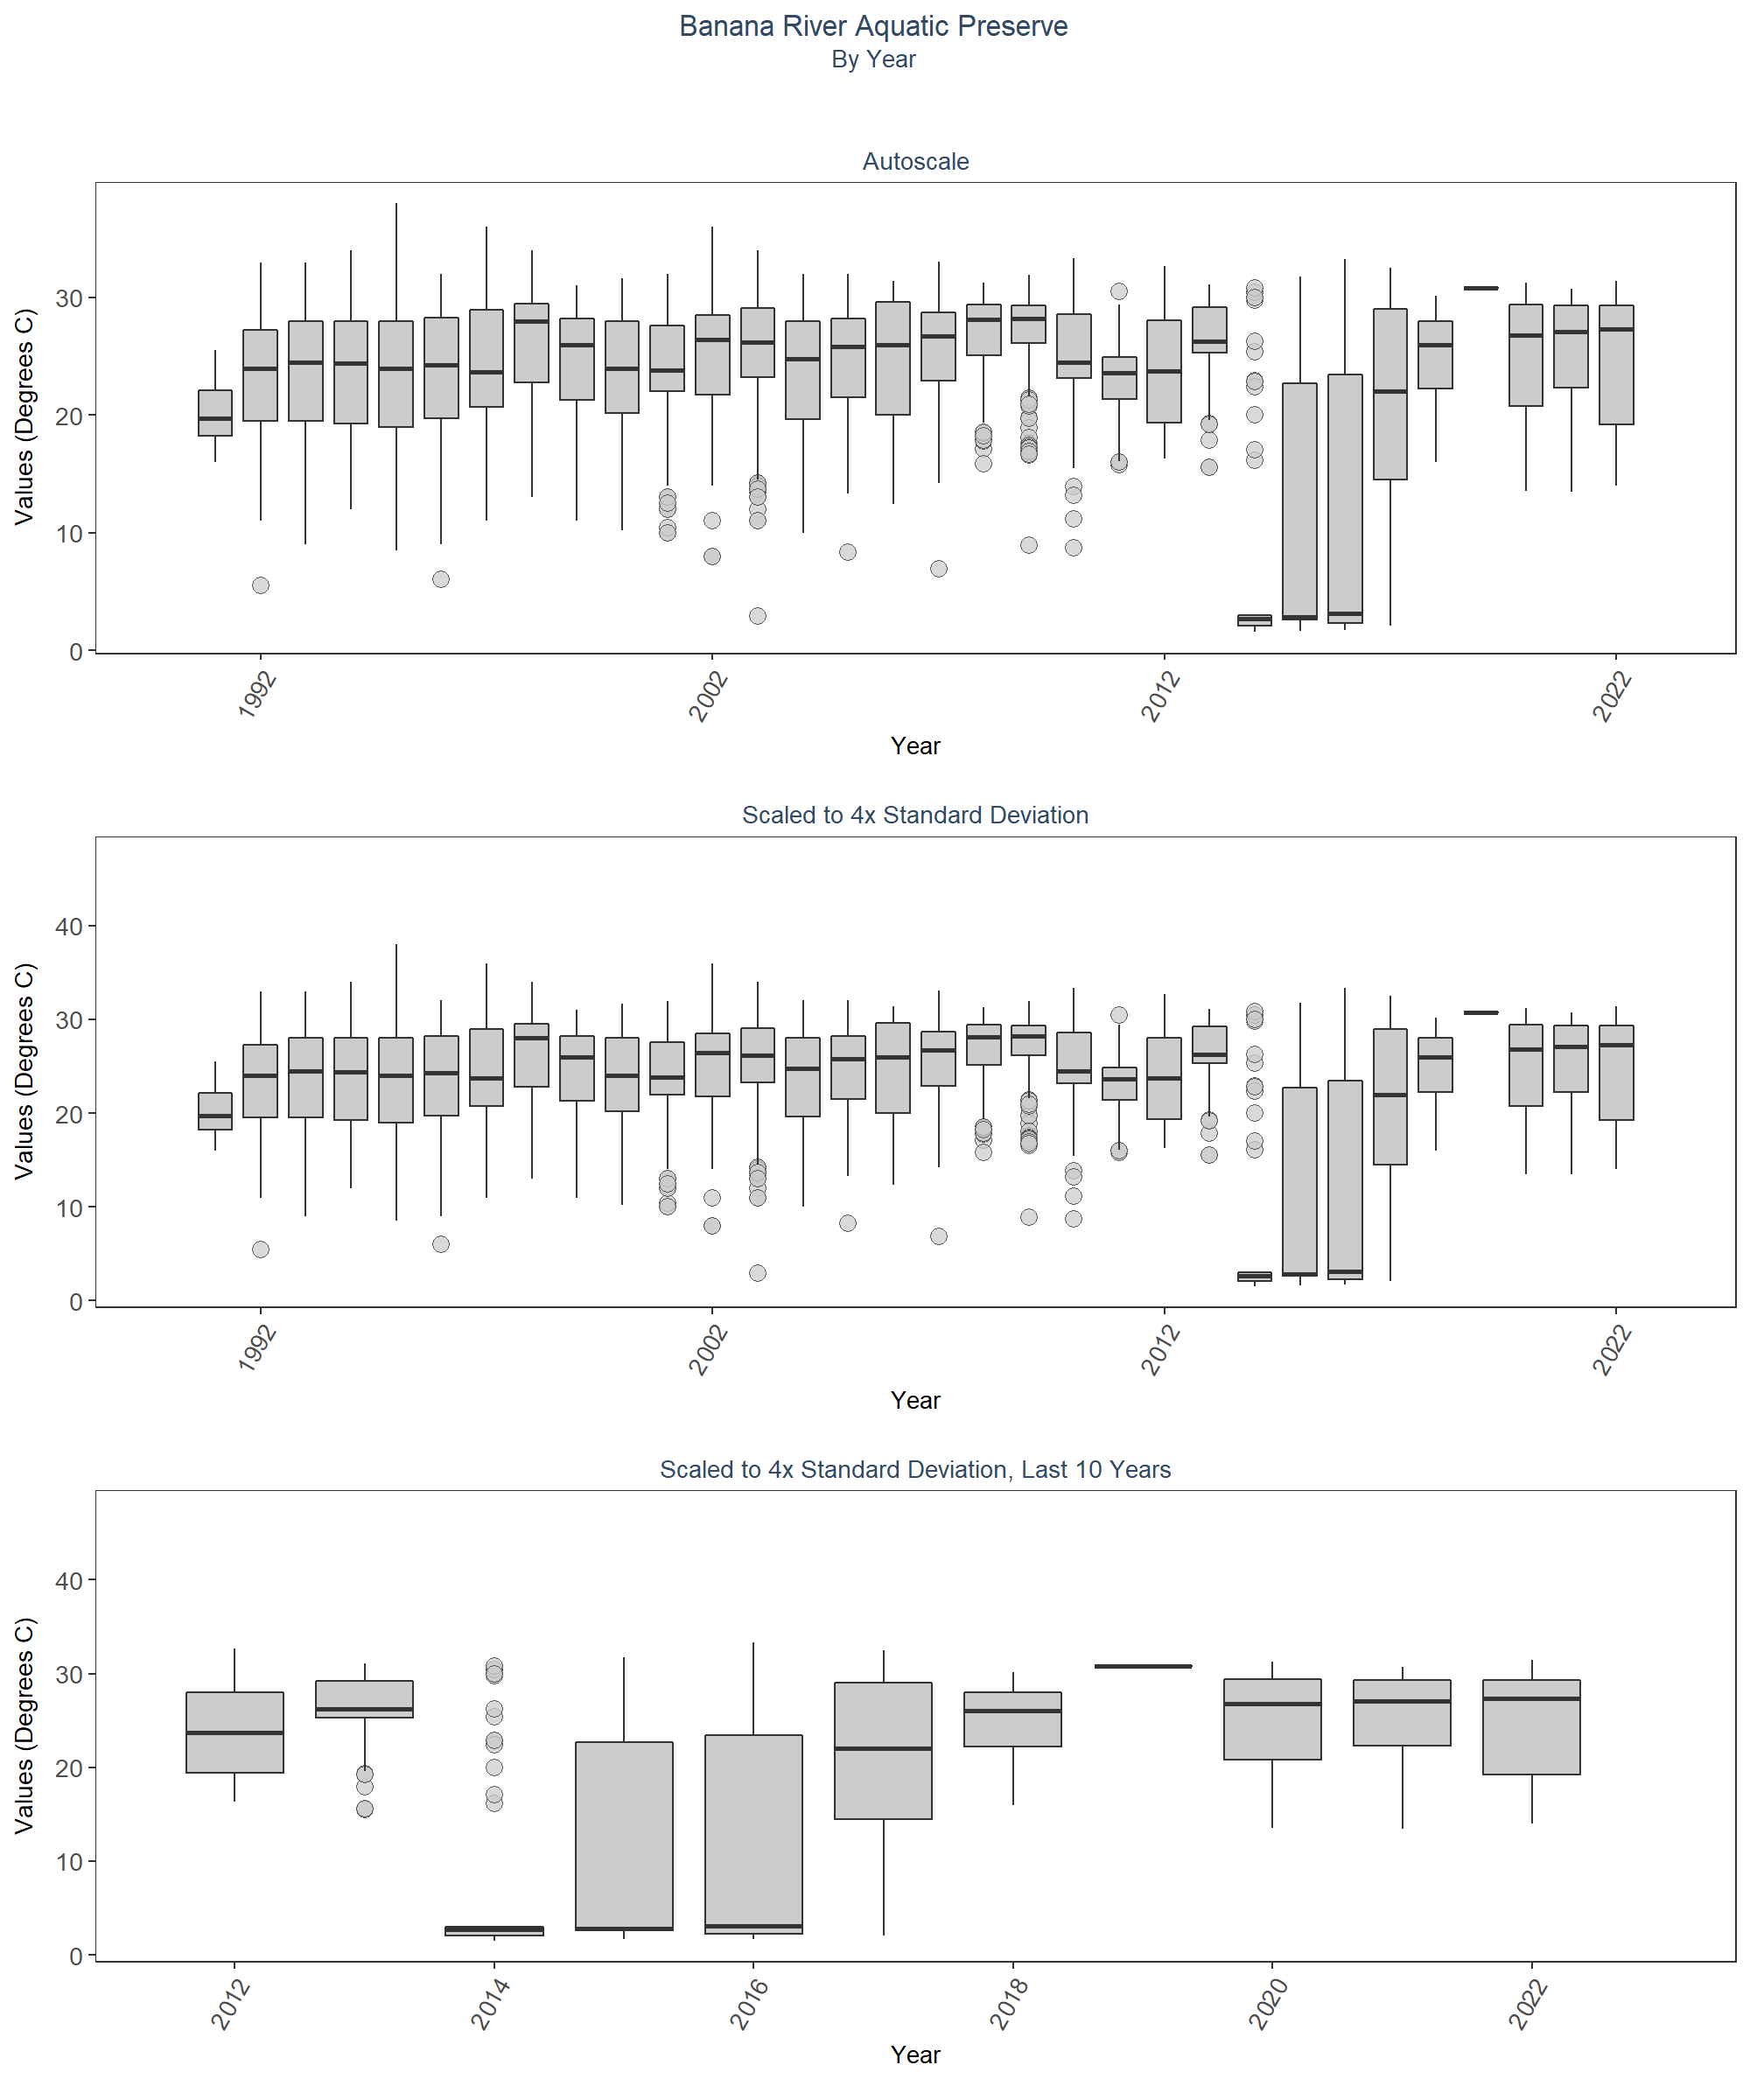 Banana River Aquatic Preserve
By Year
Autoscale
Values (Degrees C)
30
20
10
0
1992
2002
2012
2022
Year
Scaled to 4x Standard Deviation
Values (Degrees C)
40
30
20
10
0
1992
2002
2012
2022
Year
Scaled to 4x Standard Deviation, Last 10 Years
Values (Degrees C)
40
30
20
10
0
2012
2014
2016
2018
2020
2022
Year